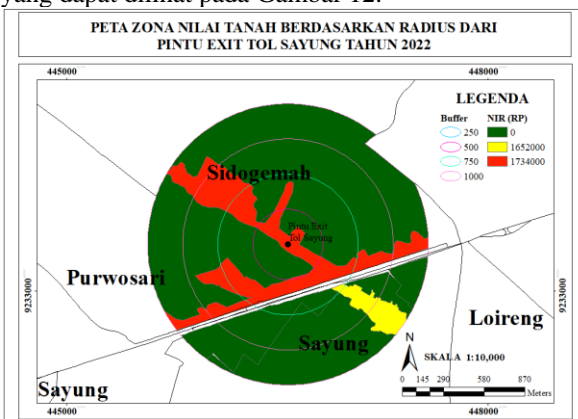 yang dapat dilihat pada Gambar 12.
PETA ZONA NILAI TANAH BERDASARKAN RADIUS DARI
PINTU EXIT TOL SAYUNG TAHUN 2022
445000
448000
LEGENDA
Buffer NIR (RP)
250 0
500 1652000
750 1734000
1000
Sidogemah
Pintu Exit
Tol Sayung
9233000
9233000
Purwosari
Loireng
Sayung
N
SKALA 1:10,000
0 145 290 580 870
Meters
Sayung
445000
448000